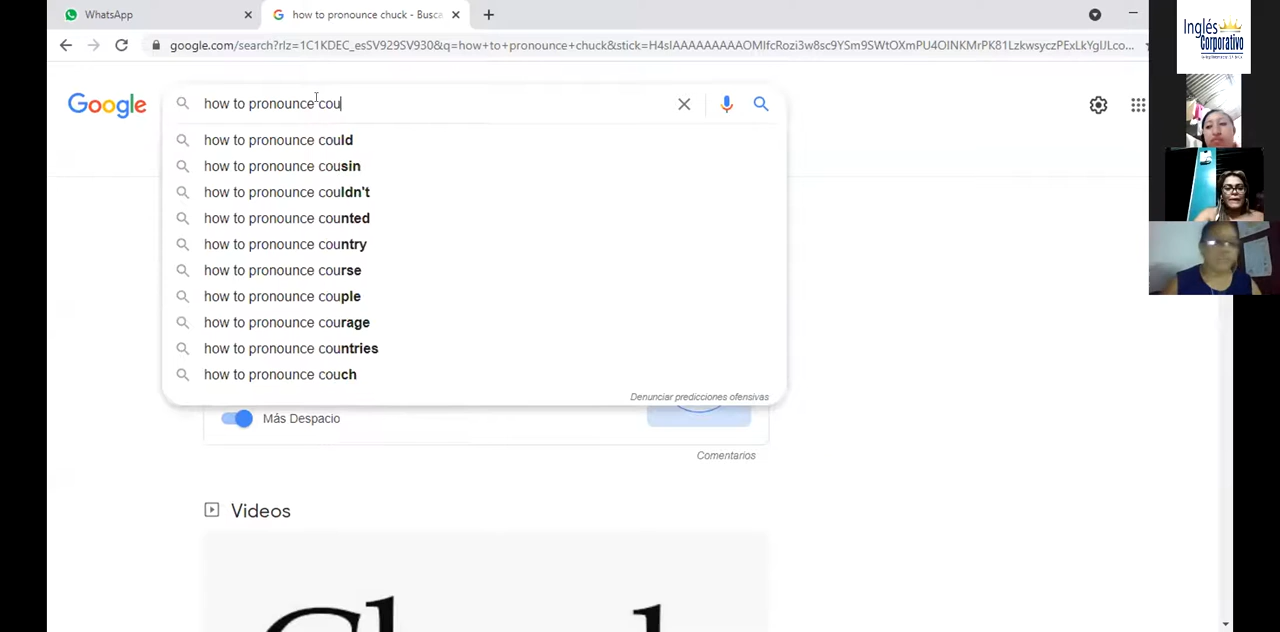 WhatsApp
how to pronounce chuck - Busca
google.com/search?rlz=1C1KDEC_esSV929SV930&q=how+to+pronounce+chuck&stick=
Google
how to pronounce cou
how to pronounce could
how to pronounce cousin
how to pronounce couldn't
how to pronounce counted
how to pronounce country
how to pronounce course
how to pronounce couple
how to pronounce courage
how to pronounce countries
how to pronounce couch
Denunciar predicciones ofensivas
Más Despacio
Comentarios
Videos
Inglés
Corporativo